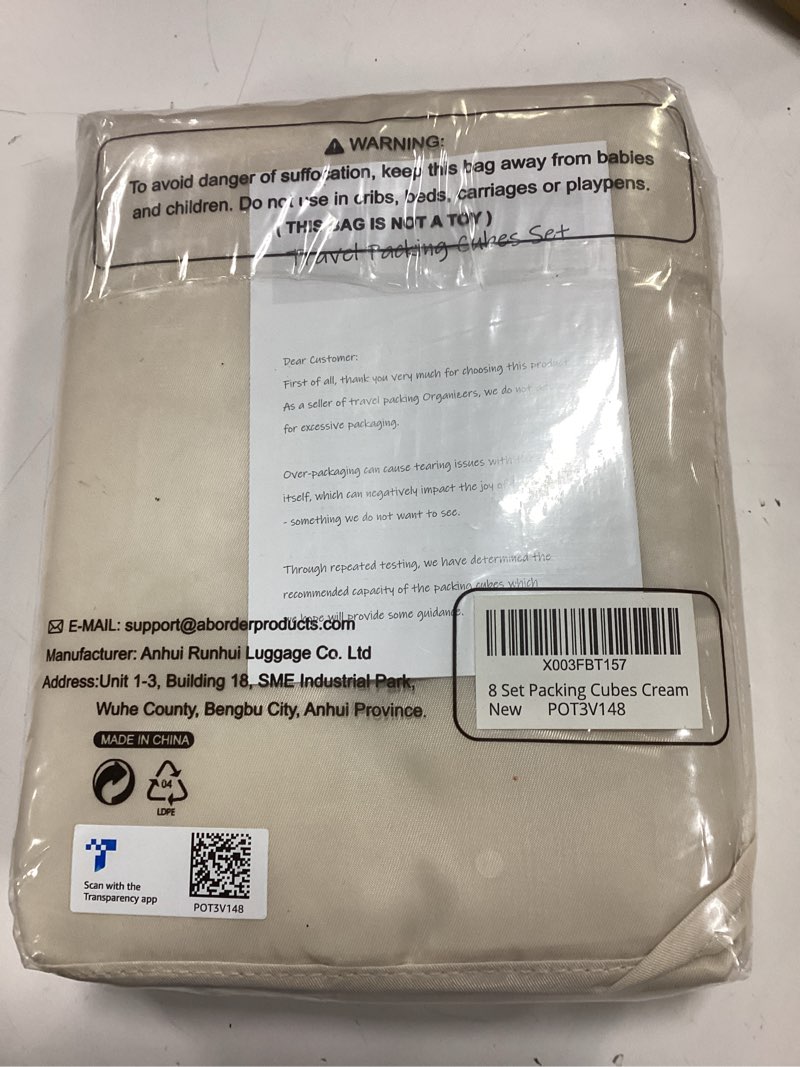 WARNING:
To avoid danger of suffocation, keep this bag away from babies
and children. Do not use in cribs, beds, carriages or playpens.
( THIS BAG IS NOT A TOY )
Travel Packing Cubes Set
Dear Customer:
First of all, thank you very much for choosing this product
As a seller of travel packing Organizers, we do not
for excessive packaging.
Over-packaging can cause tearing issues with
itself, which can negatively impact the joy of
- something we do not want to see.
Through repeated testing, we have determined the
recommended capacity of the packing cubes which
we hope will provide some guidance.
E-MAIL: support@aborderproducts.com
Manufacturer: Anhui Runhui Luggage Co. Ltd
Address:Unit 1-3, Building 18, SME Industrial Park,
Wuhe County, Bengbu City, Anhui Province.
MADE IN CHINA
04
LDPE
X003FBT157
8 Set Packing Cubes Cream
New POT3V148
Scan with the
Transparency app
POT3V148